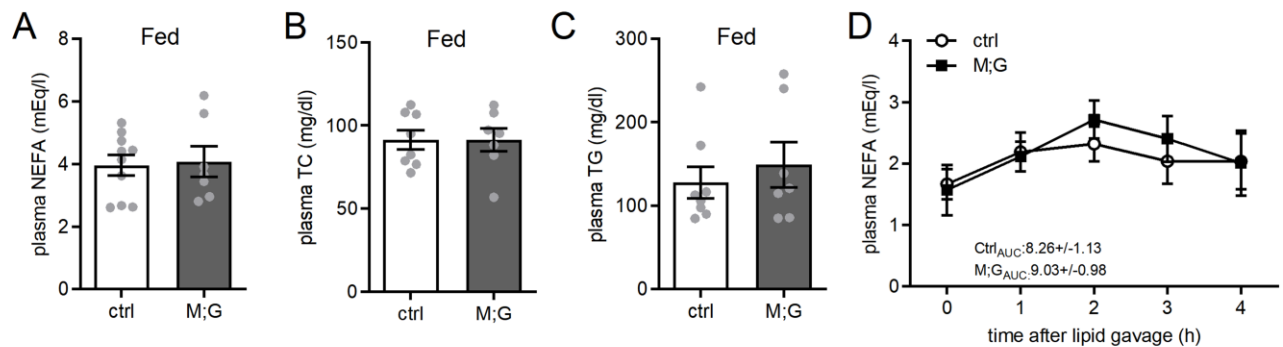 A
Fed
plasma NEFA (mEq/l)
8
6
4
2
0
ctrl
M;G
B
Fed
plasma TC (mg/dl)
150
100
50
0
ctrl
M;G
C
Fed
plasma TG (mg/dl)
300
200
100
0
ctrl
M;G
D
ctrl
M;G
plasma NEFA (mEq/l)
4
3
2
1
0
Ctrl_AUC:8.26+/-1.13
M;G_AUC:9.03+/-0.98
0 1 2 3 4
time after lipid gavage (h)